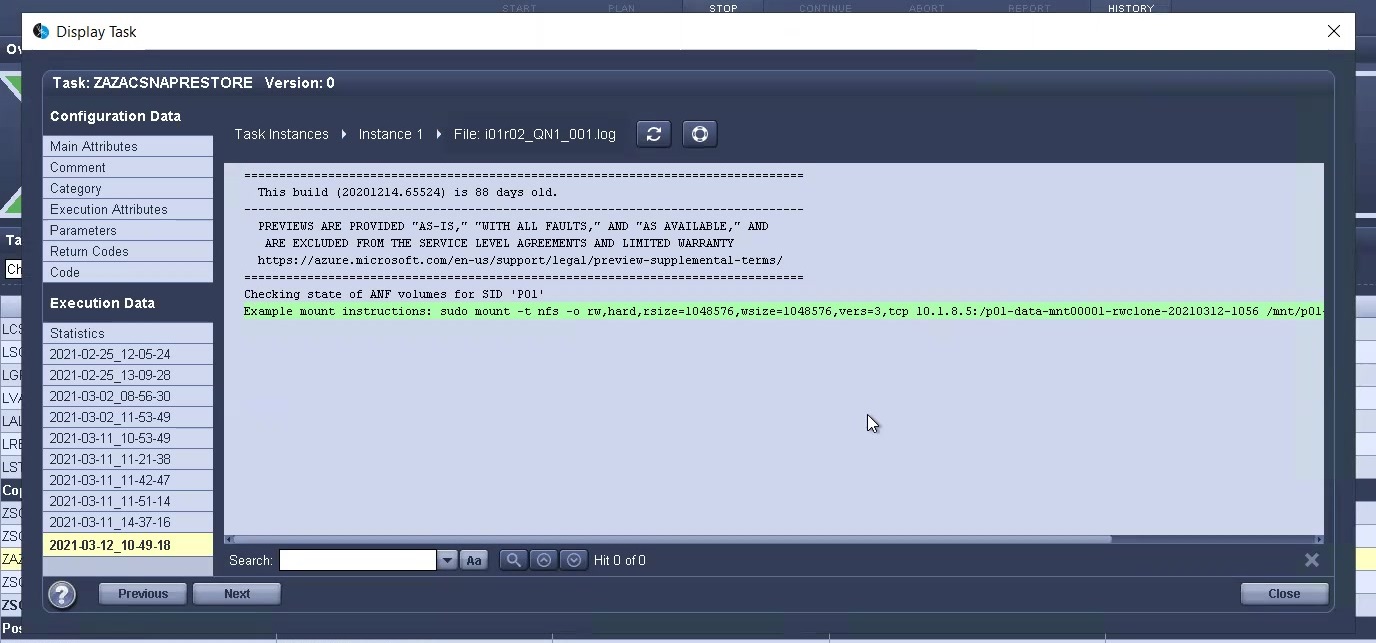 START PLAN STOP CONTINUE ABORT REPORT HISTORY
Display Task
Task: ZAZACSNAPRESTORE Version: 0
Configuration Data
Main Attributes
Comment
Category
Execution Attributes
Parameters
Return Codes
Code
Execution Data
Statistics
2021-02-25_12-05-24
2021-02-25_13-09-28
2021-03-02_08-56-30
2021-03-02_11-53-49
2021-03-11_10-53-49
2021-03-11_11-21-38
2021-03-11_11-42-47
2021-03-11_11-51-14
2021-03-11_14-37-16
2021-03-12_10-49-18
Task Instances Instance 1 File: i01r02_QN1_001.log
================================================================================
This build (20201214.65524) is 88 days old.
--------------------------------------------------------------------------------
PREVIEWS ARE PROVIDED "AS-IS," "WITH ALL FAULTS," AND "AS AVAILABLE," AND
ARE EXCLUDED FROM THE SERVICE LEVEL AGREEMENTS AND LIMITED WARRANTY
https://azure.microsoft.com/en-us/support/legal/preview-supplemental-terms/
================================================================================
Checking state of ANF volumes for SID 'P01'
Example mount instructions: sudo mount -t nfs -o rw,hard,rsize=1048576,wsize=1048576,vers=3,tcp 10.1.8.5:/p01-data-mnt00001-rwclone-20210312-1056 /mnt/p01-
Search: Aa Hit 0 of 0
? Previous Next Close